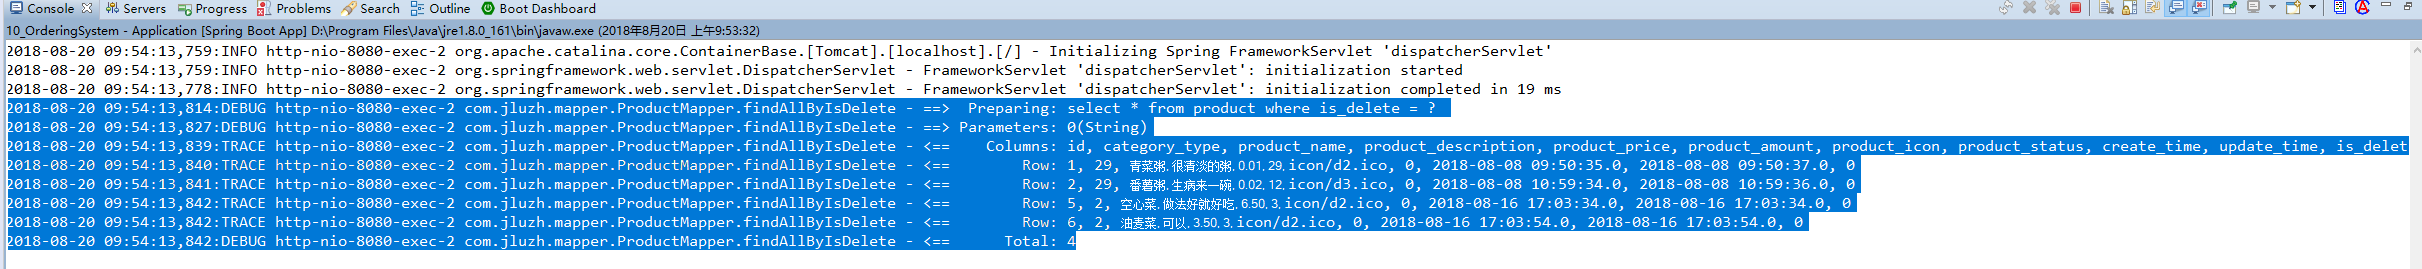 Console Servers Progress Problems Search Outline Boot Dashboard
10_OrderingSystem - Application [Spring Boot App] D:\Program Files\Java\jre1.8.0_161\bin\javaw.exe (2018年8月20日 上午9:53:32)
2018-08-20 09:54:13,759:INFO http-nio-8080-exec-2 org.apache.catalina.core.ContainerBase.[Tomcat].[localhost].[/] - Initializing Spring FrameworkServlet 'dispatcherServlet'
2018-08-20 09:54:13,759:INFO http-nio-8080-exec-2 org.springframework.web.servlet.DispatcherServlet - FrameworkServlet 'dispatcherServlet': initialization started
2018-08-20 09:54:13,778:INFO http-nio-8080-exec-2 org.springframework.web.servlet.DispatcherServlet - FrameworkServlet 'dispatcherServlet': initialization completed in 19 ms
2018-08-20 09:54:13,814:DEBUG http-nio-8080-exec-2 com.jluzh.mapper.ProductMapper.findAllByIsDelete - ==>  Preparing: select * from product where is_delete = ?
2018-08-20 09:54:13,827:DEBUG http-nio-8080-exec-2 com.jluzh.mapper.ProductMapper.findAllByIsDelete - ==> Parameters: 0(String)
2018-08-20 09:54:13,839:TRACE http-nio-8080-exec-2 com.jluzh.mapper.ProductMapper.findAllByIsDelete - <==    Columns: id, category_type, product_name, product_description, product_price, product_amount, product_icon, product_status, create_time, update_time, is_delet
2018-08-20 09:54:13,840:TRACE http-nio-8080-exec-2 com.jluzh.mapper.ProductMapper.findAllByIsDelete - <==        Row: 1, 29, 青菜粥, 很清淡的粥, 0.01, 29, icon/d2.ico, 0, 2018-08-08 09:50:35.0, 2018-08-08 09:50:37.0, 0
2018-08-20 09:54:13,841:TRACE http-nio-8080-exec-2 com.jluzh.mapper.ProductMapper.findAllByIsDelete - <==        Row: 2, 29, 番薯粥, 生病来一碗, 0.02, 12, icon/d3.ico, 0, 2018-08-08 10:59:34.0, 2018-08-08 10:59:36.0, 0
2018-08-20 09:54:13,842:TRACE http-nio-8080-exec-2 com.jluzh.mapper.ProductMapper.findAllByIsDelete - <==        Row: 5, 2, 空心菜, 做法好就好吃, 6.50, 3, icon/d2.ico, 0, 2018-08-16 17:03:34.0, 2018-08-16 17:03:34.0, 0
2018-08-20 09:54:13,842:TRACE http-nio-8080-exec-2 com.jluzh.mapper.ProductMapper.findAllByIsDelete - <==        Row: 6, 2, 油麦菜, 可以, 3.50, 3, icon/d2.ico, 0, 2018-08-16 17:03:54.0, 2018-08-16 17:03:54.0, 0
2018-08-20 09:54:13,842:DEBUG http-nio-8080-exec-2 com.jluzh.mapper.ProductMapper.findAllByIsDelete - <==      Total: 4